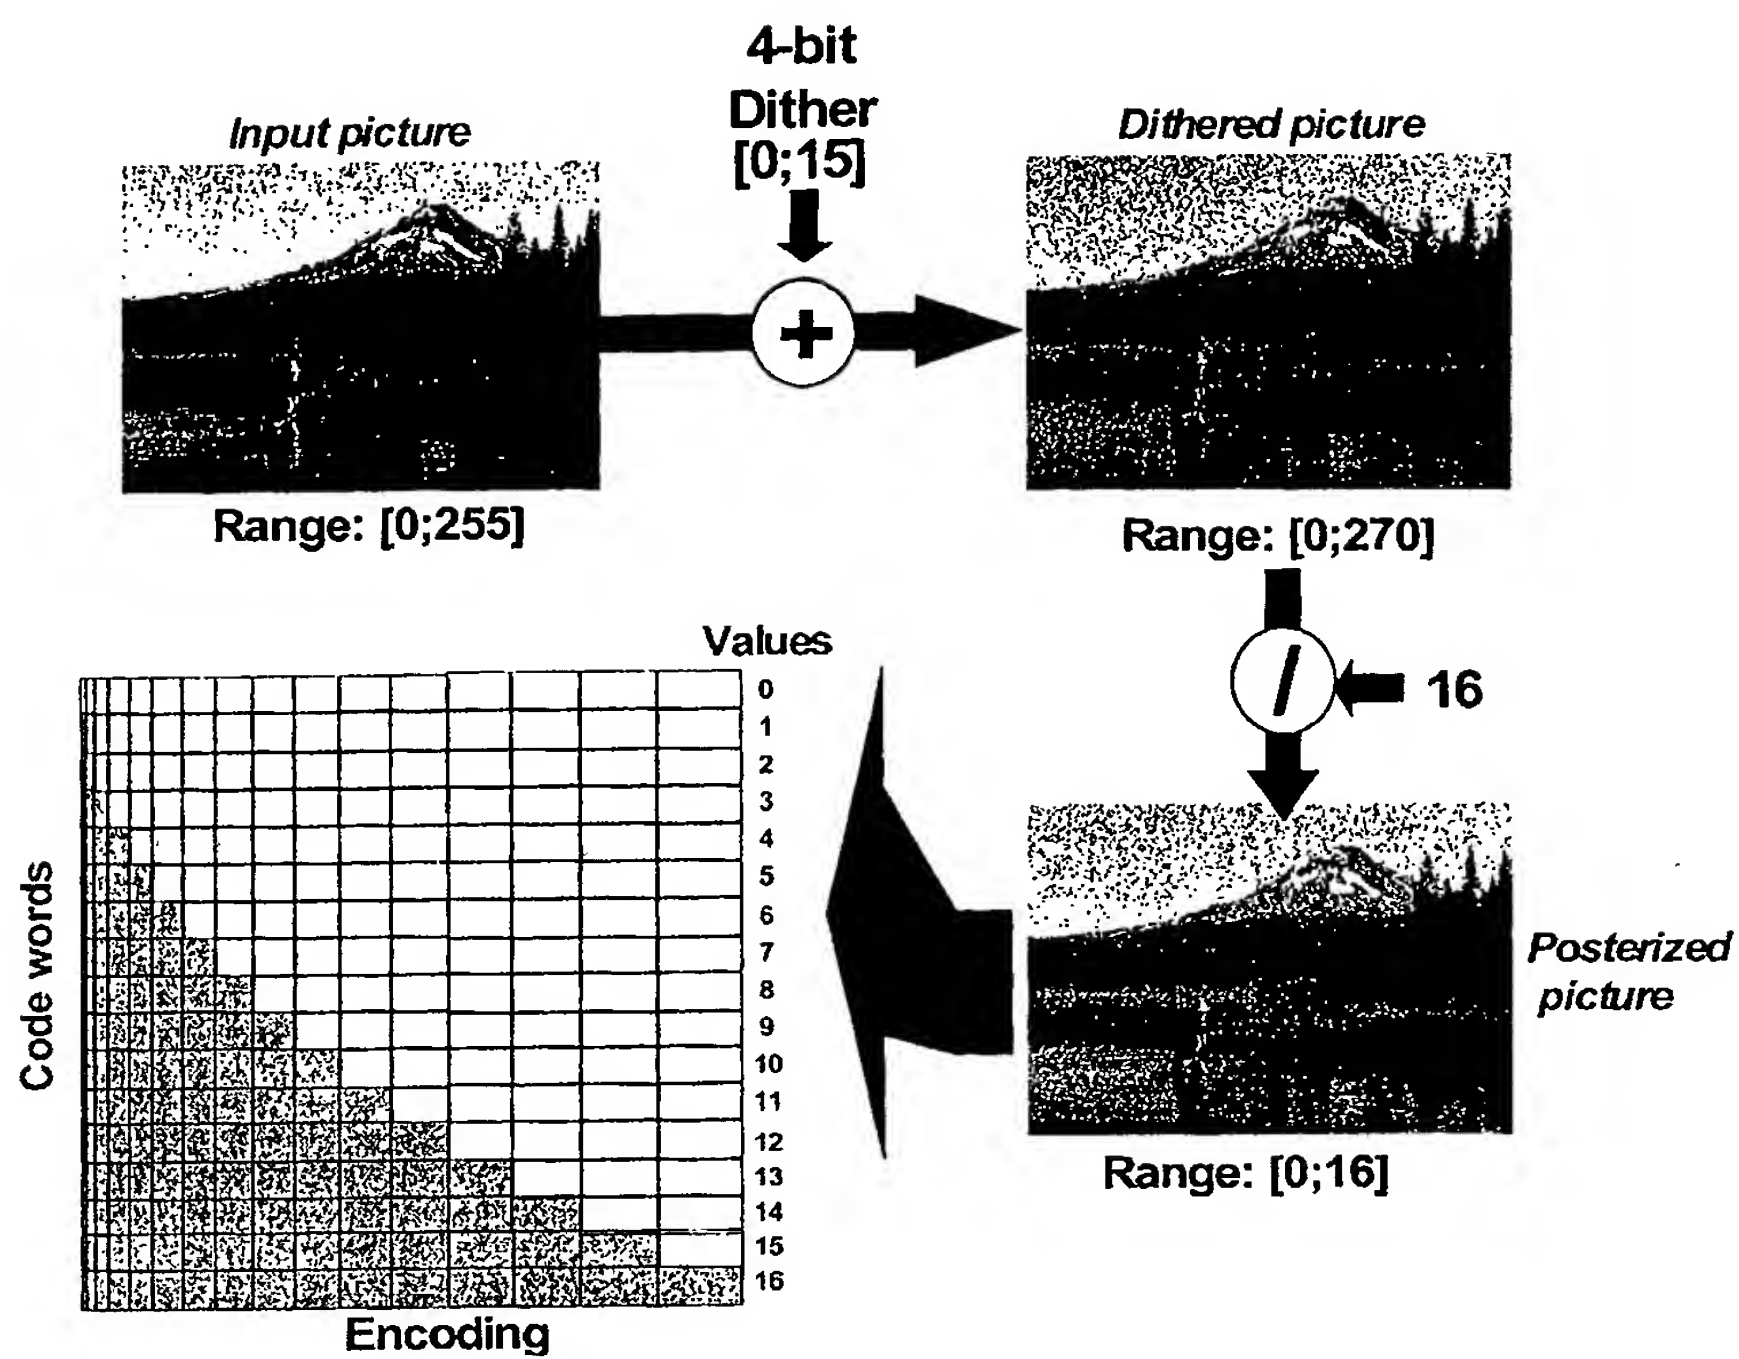 4-bit
Dither
[0;15]
Input picture
Dithered picture
+
Range: [0;255]
Range: [0;270]
/
16
Values
0
1
2
3
4
5
6
7
8
9
10
11
12
13
14
15
16
Code words
Encoding
Posterized
picture
Range: [0;16]